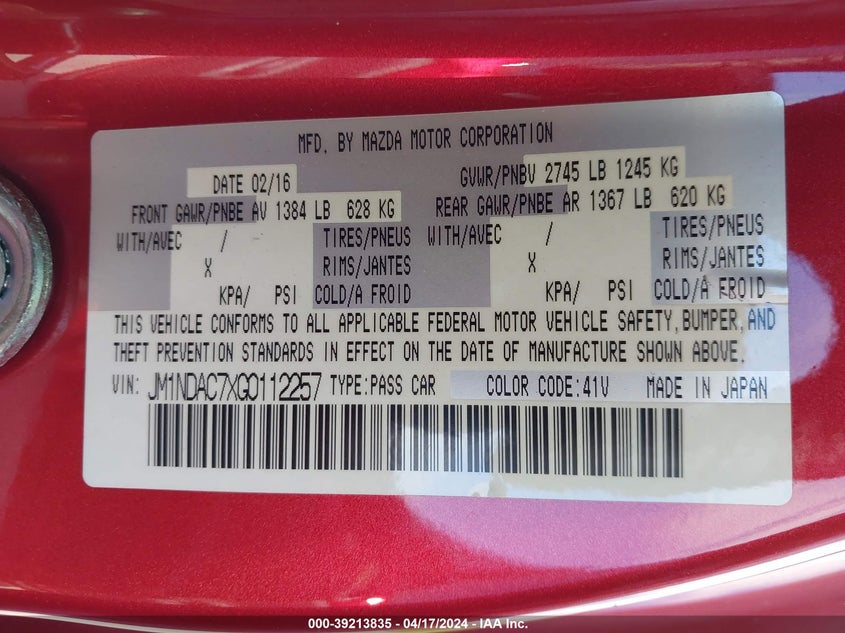 MFD. BY MAZDA MOTOR CORPORATION
DATE 02/16 GVWR/PNBV 2745 LB 1245 KG
FRONT GAWR/PNBE AV 1384 LB 628 KG REAR GAWR/PNBE AR 1367 LB 620 KG
WITH/AVEC / TIRES/PNEUS WITH/AVEC / TIRES/PNEUS
X RIMS/JANTES X RIMS/JANTES
KPA/ PSI COLD/A FROID KPA/ PSI COLD/A FROID
THIS VEHICLE CONFORMS TO ALL APPLICABLE FEDERAL MOTOR VEHICLE SAFETY, BUMPER, AND
THEFT PREVENTION STANDARDS IN EFFECT ON THE DATE OF MANUFACTURE SHOWN ABOVE.
VIN: JM1NDAC7XG0112257 TYPE:PASS CAR COLOR CODE:41V MADE IN JAPAN
000-39213835 - 04/17/2024 - IAA Inc.